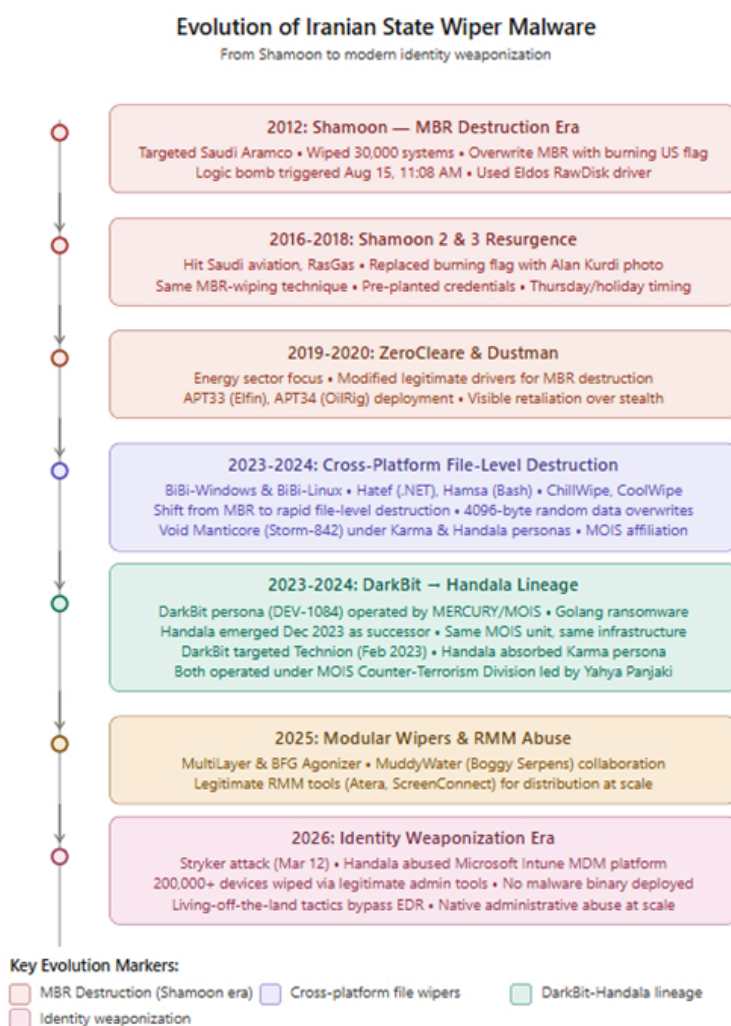 Evolution of Iranian State Wiper Malware
From Shamoon to modern identity weaponization
2012: Shamoon — MBR Destruction Era
Targeted Saudi Aramco • Wiped 30,000 systems • Overwrite MBR with burning US flag
Logic bomb triggered Aug 15, 11:08 AM • Used Eldos RawDisk driver
2016-2018: Shamoon 2 & 3 Resurgence
Hit Saudi aviation, RasGas • Replaced burning flag with Alan Kurdi photo
Same MBR-wiping technique • Pre-planted credentials • Thursday/holiday timing
2019-2020: ZeroCleare & Dustman
Energy sector focus • Modified legitimate drivers for MBR destruction
APT33 (Elfin), APT34 (OilRig) deployment • Visible retaliation over stealth
2023-2024: Cross-Platform File-Level Destruction
BiBi-Windows & BiBi-Linux • Hatef (.NET), Hamsa (Bash) • ChillWipe, CoolWipe
Shift from MBR to rapid file-level destruction • 4096-byte random data overwrites
Void Manticore (Storm-842) under Karma & Handala personas • MOIS affiliation
2023-2024: DarkBit → Handala Lineage
DarkBit persona (DEV-1084) operated by MERCURY/MOIS • Golang ransomware
Handala emerged Dec 2023 as successor • Same MOIS unit, same infrastructure
DarkBit targeted Technion (Feb 2023) • Handala absorbed Karma persona
Both operated under MOIS Counter-Terrorism Division led by Yahya Panjaki
2025: Modular Wipers & RMM Abuse
MultiLayer & BFG Agonizer • MuddyWater (Boggy Serpens) collaboration
Legitimate RMM tools (Atera, ScreenConnect) for distribution at scale
2026: Identity Weaponization Era
Stryker attack (Mar 12) • Handala abused Microsoft Intune MDM platform
200,000+ devices wiped via legitimate admin tools • No malware binary deployed
Living-off-the-land tactics bypass EDR • Native administrative abuse at scale
Key Evolution Markers:
MBR Destruction (Shamoon era) Cross-platform file wipers DarkBit-Handala lineage
Identity weaponization